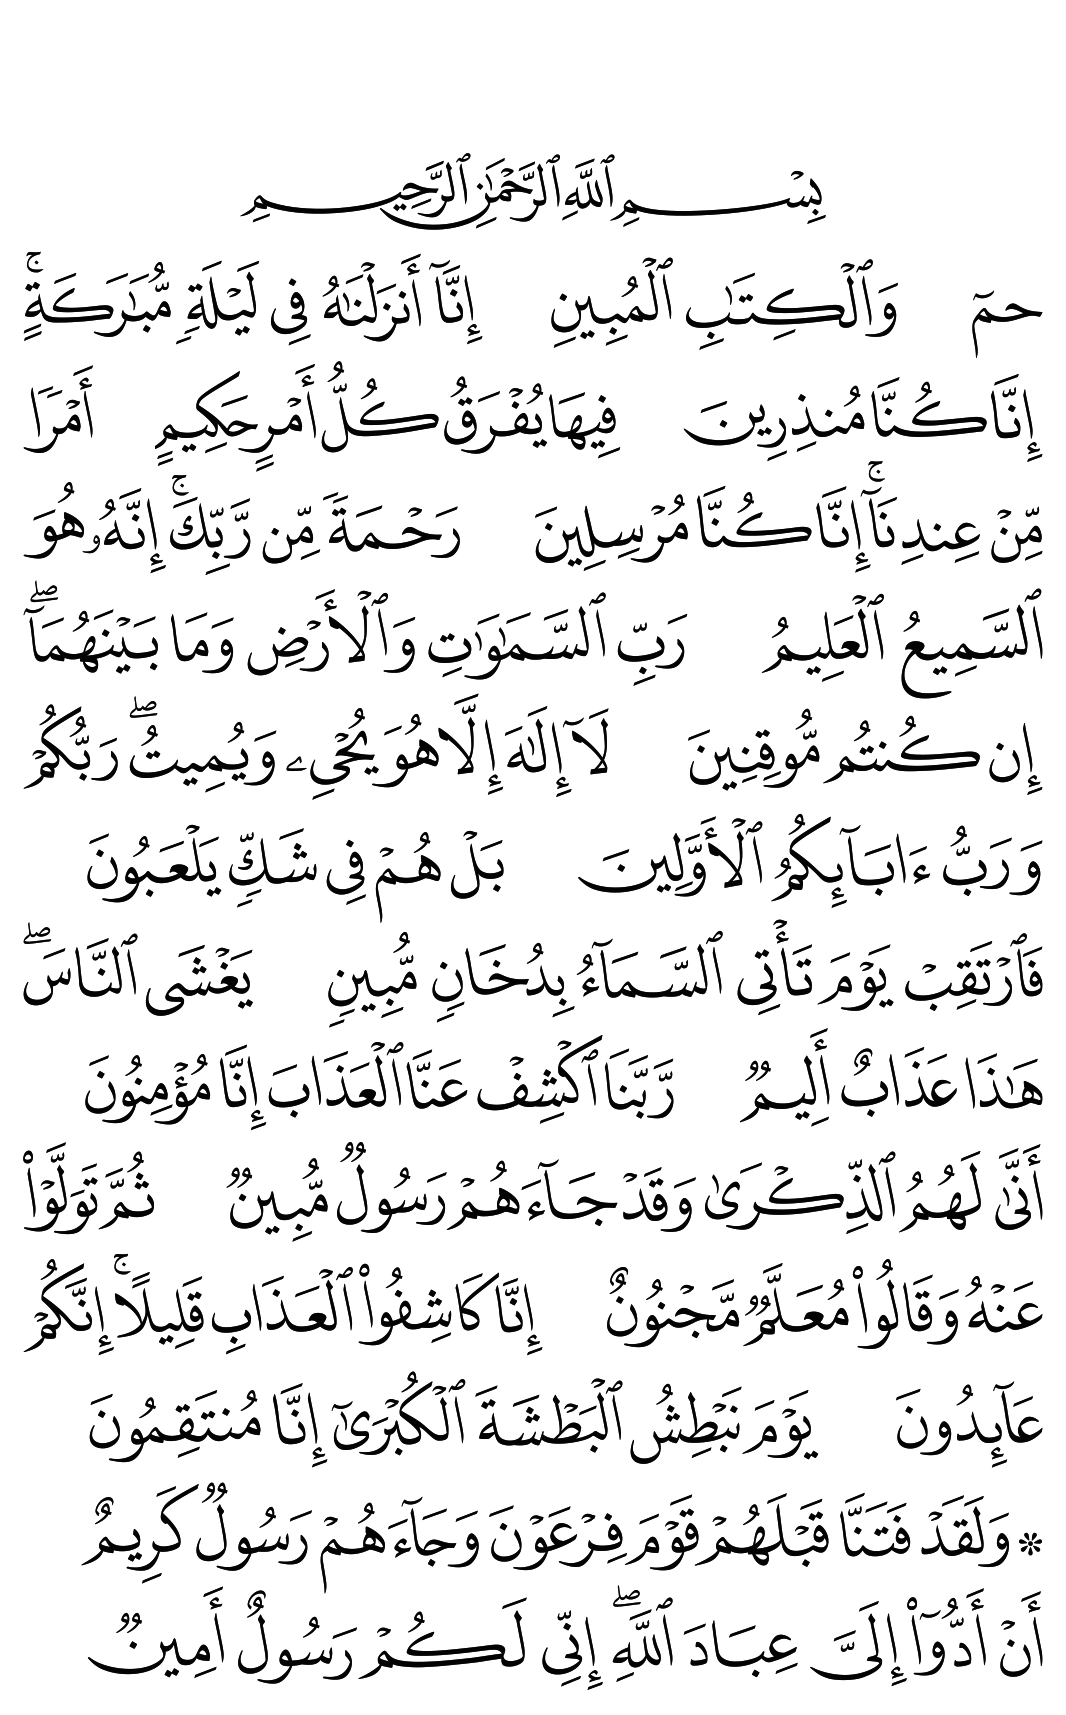 بِسْمِ ٱللَّهِ ٱلرَّحْمَٰنِ ٱلرَّحِيمِ
حمٓ وَٱلْكِتَٰبِ ٱلْمُبِينِ إِنَّآ أَنزَلْنَٰهُ فِى لَيْلَةٍ مُّبَٰرَكَةٍ ۚ
إِنَّا كُنَّا مُنذِرِينَ فِيهَا يُفْرَقُ كُلُّ أَمْرٍ حَكِيمٍ أَمْرًا
مِّنْ عِندِنَآ ۚ إِنَّا كُنَّا مُرْسِلِينَ رَحْمَةً مِّن رَّبِّكَ ۚ إِنَّهُۥ هُوَ
ٱلسَّمِيعُ ٱلْعَلِيمُ رَبِّ ٱلسَّمَٰوَٰتِ وَٱلْأَرْضِ وَمَا بَيْنَهُمَآ ۖ
إِن كُنتُم مُّوقِنِينَ لَآ إِلَٰهَ إِلَّا هُوَ يُحْىِۦ وَيُمِيتُ ۖ رَبُّكُمْ
وَرَبُّ ءَابَآئِكُمُ ٱلْأَوَّلِينَ بَلْ هُمْ فِى شَكٍّ يَلْعَبُونَ
فَٱرْتَقِبْ يَوْمَ تَأْتِى ٱلسَّمَآءُ بِدُخَانٍ مُّبِينٍ يَغْشَى ٱلنَّاسَ ۖ
هَٰذَا عَذَابٌ أَلِيمٌ رَّبَّنَا ٱكْشِفْ عَنَّا ٱلْعَذَابَ إِنَّا مُؤْمِنُونَ
أَنَّىٰ لَهُمُ ٱلذِّكْرَىٰ وَقَدْ جَآءَهُمْ رَسُولٌ مُّبِينٌ ثُمَّ تَوَلَّوْا۟
عَنْهُ وَقَالُوا۟ مُعَلَّمٌ مَّجْنُونٌ إِنَّا كَاشِفُوا۟ ٱلْعَذَابِ قَلِيلًا ۚ إِنَّكُمْ
عَآئِدُونَ يَوْمَ نَبْطِشُ ٱلْبَطْشَةَ ٱلْكُبْرَىٰٓ إِنَّا مُنتَقِمُونَ
* وَلَقَدْ فَتَنَّا قَبْلَهُمْ قَوْمَ فِرْعَوْنَ وَجَآءَهُمْ رَسُولٌ كَرِيمٌ
أَنْ أَدُّوٓا۟ إِلَىَّ عِبَادَ ٱللَّهِ ۖ إِنِّى لَكُمْ رَسُولٌ أَمِينٌ